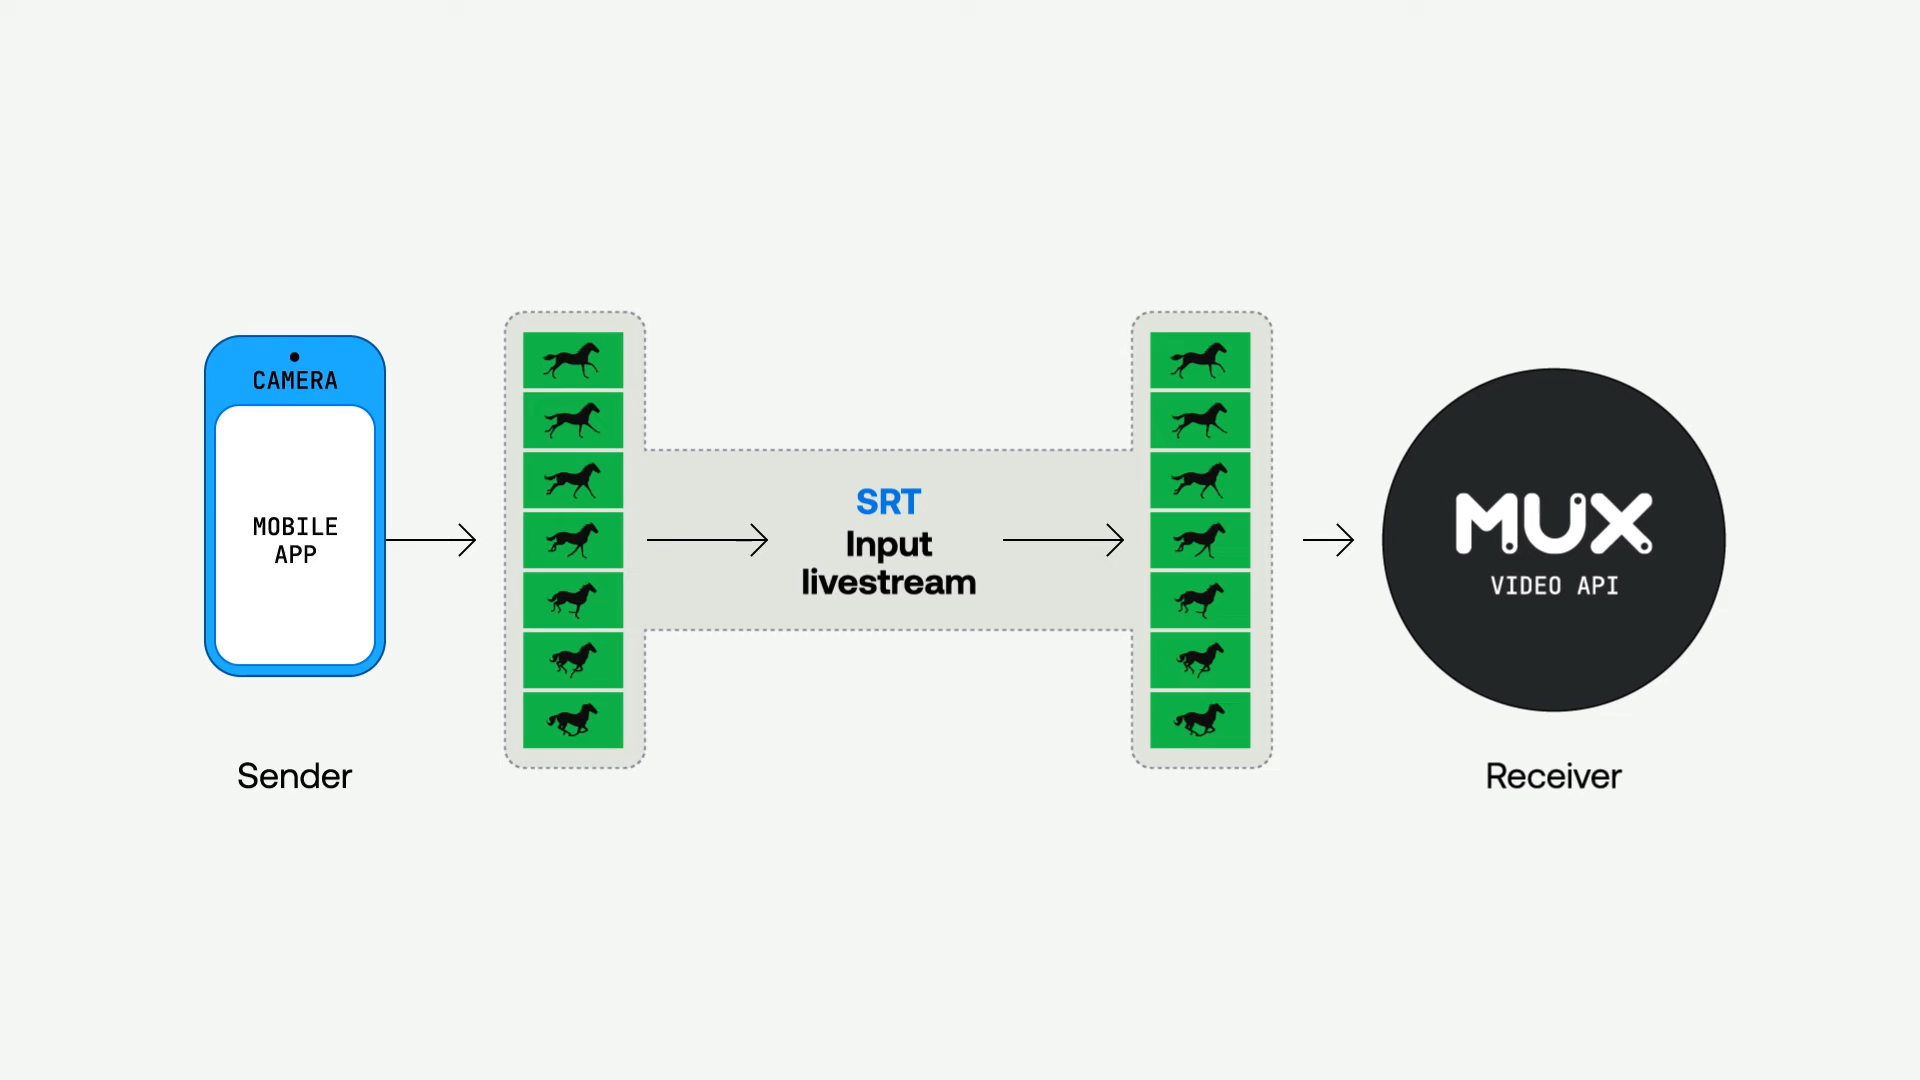 CAMERA
MOBILE
APP
Sender
SRT
Input
livestream
MUX
VIDEO API
Receiver